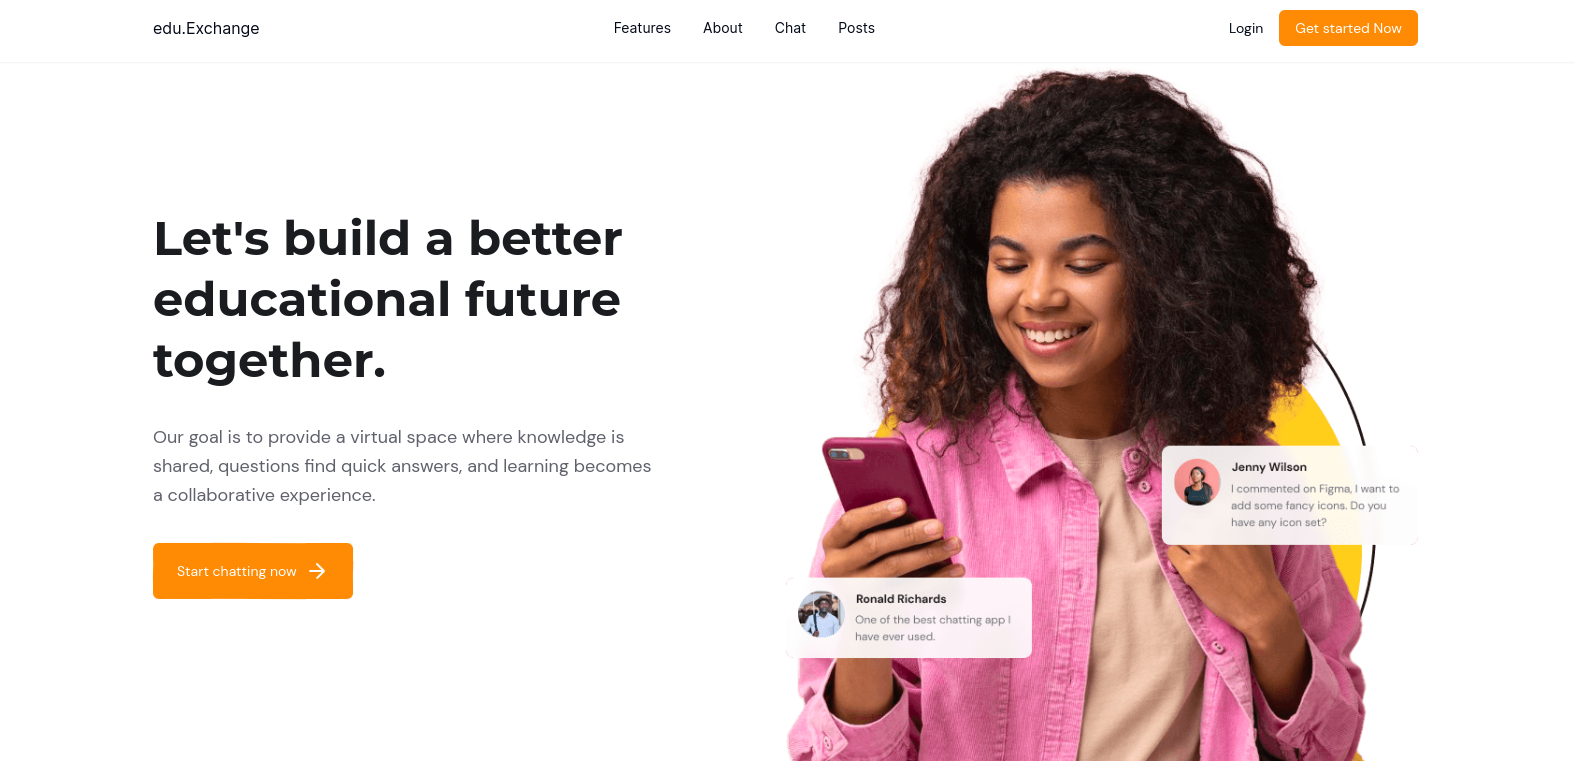 edu.Exchange
Features
About
Chat
Posts
Login
Get started Now
Let's build a better
educational future
together.
Our goal is to provide a virtual space where knowledge is
shared, questions find quick answers, and learning becomes
a collaborative experience.
Start chatting now
Jenny Wilson
I commented on Figma, I want to
add some fancy icons. Do you
have any icon set?
Ronald Richards
One of the best chatting app I
have ever used.